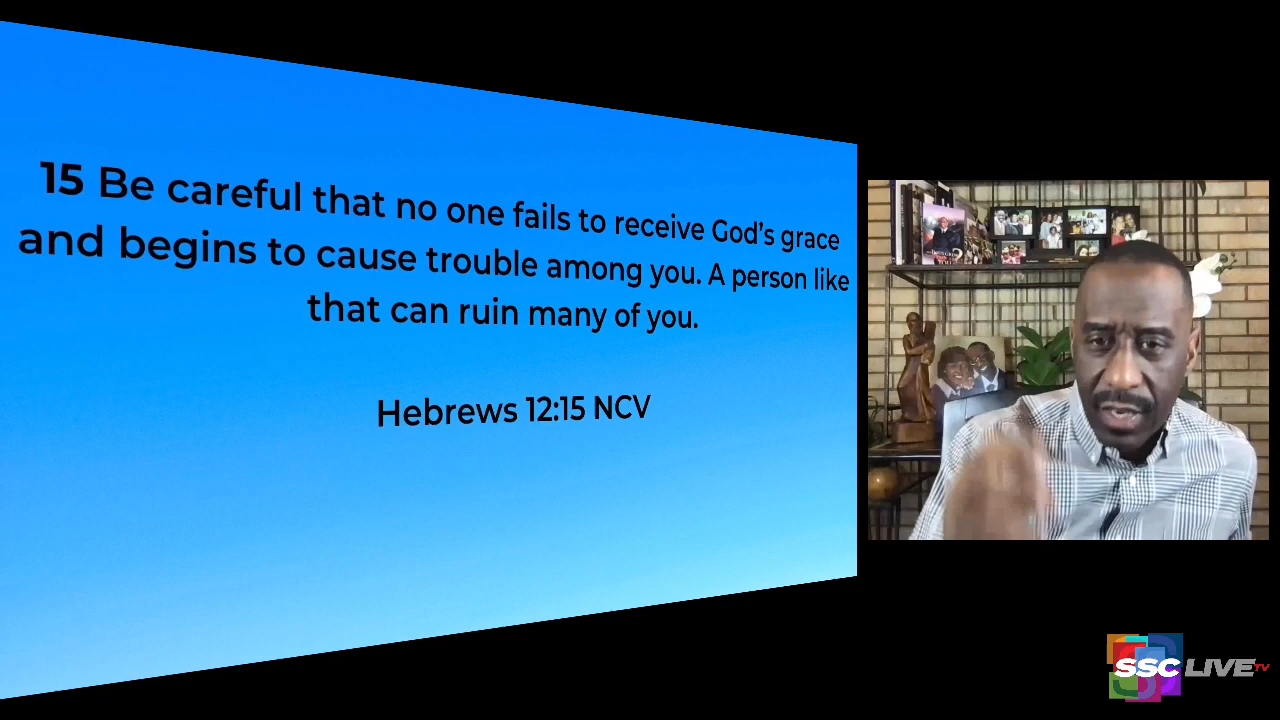 15 Be careful that no one fails to receive God's grace
and begins to cause trouble among you. A person like
that can ruin many of you.
Hebrews 12:15 NCV
SSC LIVE TV